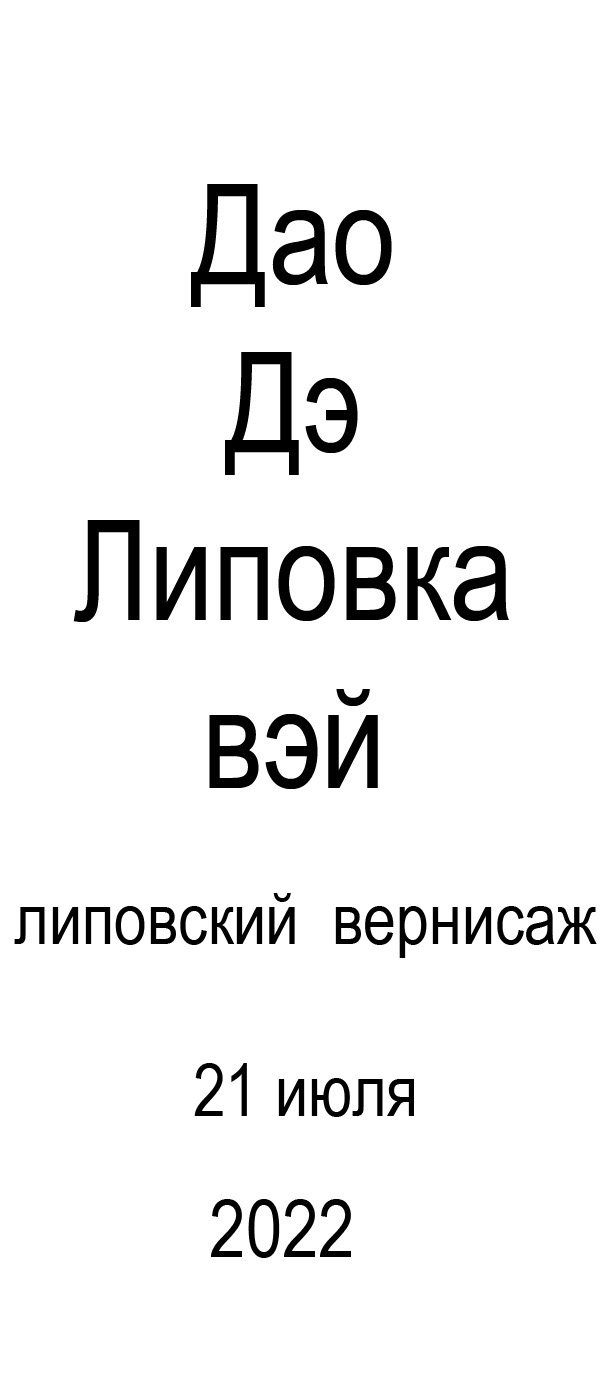 Дао
Дэ
Липовка
вэй
липовский вернисаж
21 июля
2022